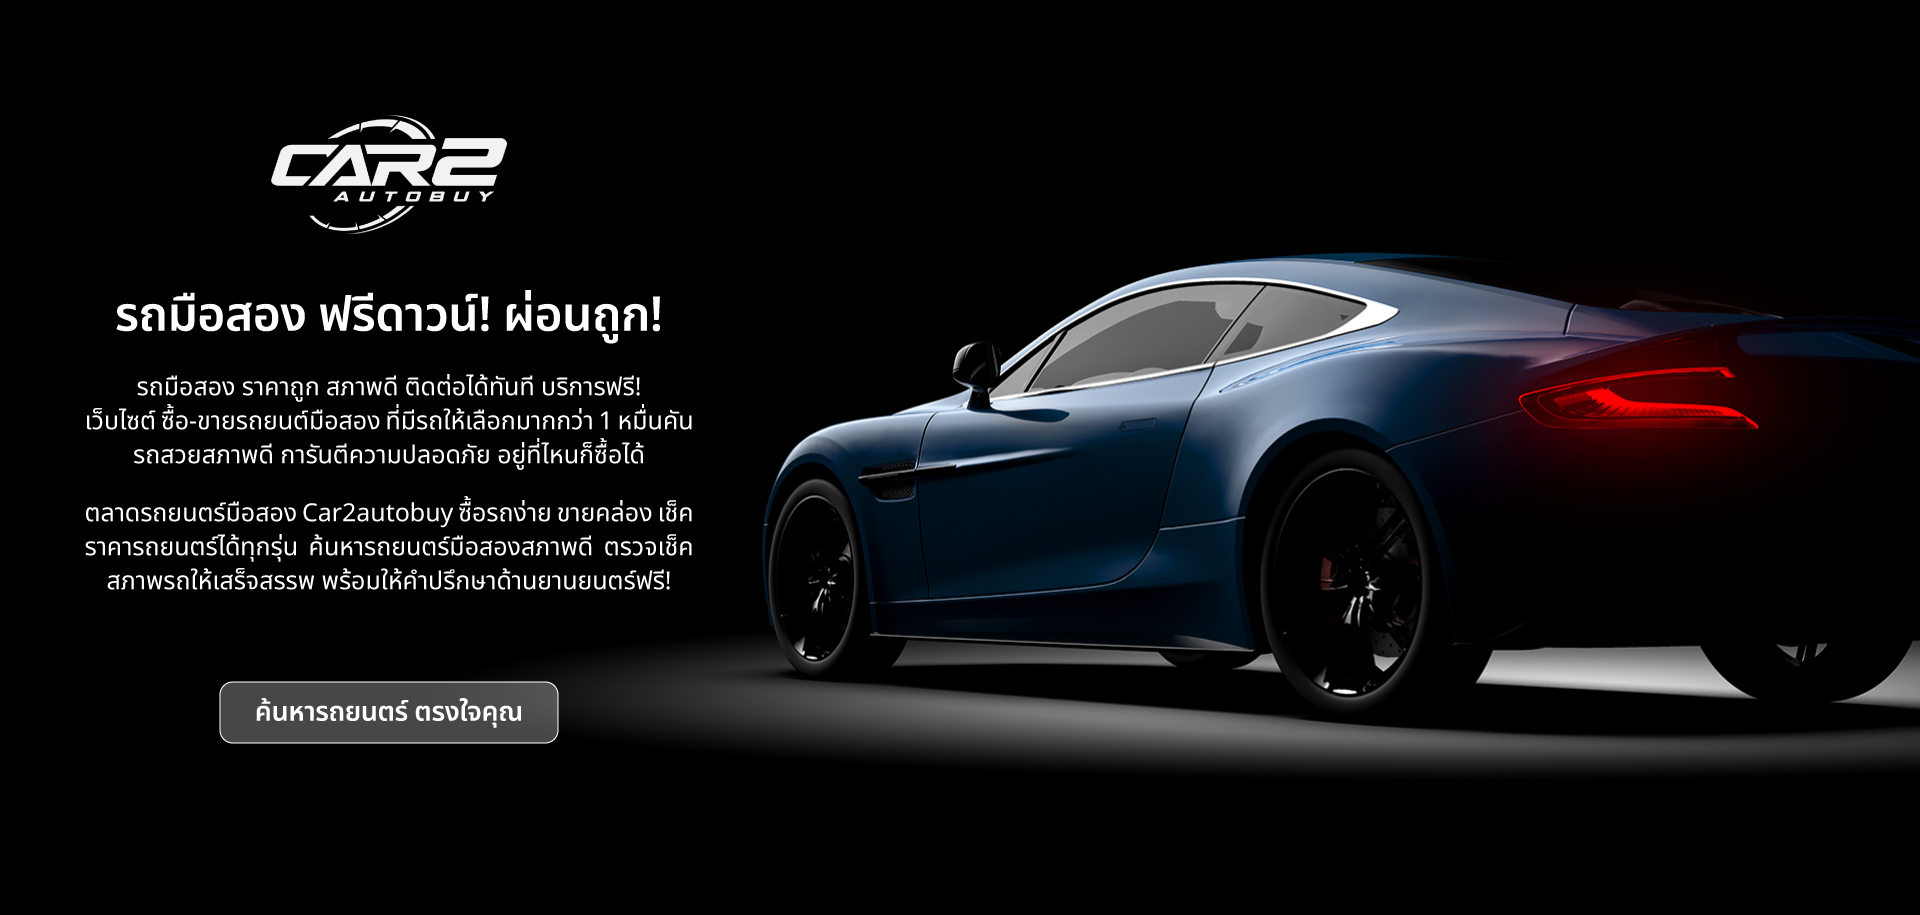 CAR2
AUTOBUY
รถมือสอง ฟรีดาวน์! ผ่อนถูก!
รถมือสอง ราคาถูก สภาพดี ติดต่อได้ทันที บริการฟรี!
เว็บไซต์ ซื้อ-ขายรถยนต์มือสอง ที่มีรถให้เลือกมากกว่า 1 หมื่นคัน
รถสวยสภาพดี การันตีความปลอดภัย อยู่ที่ไหนก็ซื้อได้
ตลาดรถยนตร์มือสอง Car2autobuy ซื้อรถง่าย ขายคล่อง เช็ค
ราคารถยนตร์ได้ทุกรุ่น ค้นหารถยนตร์มือสองสภาพดี ตรวจเช็ค
สภาพรถให้เสร็จสรรพ พร้อมให้คำปรึกษาด้านยานยนตร์ฟรี!
ค้นหารถยนตร์ ตรงใจคุณ